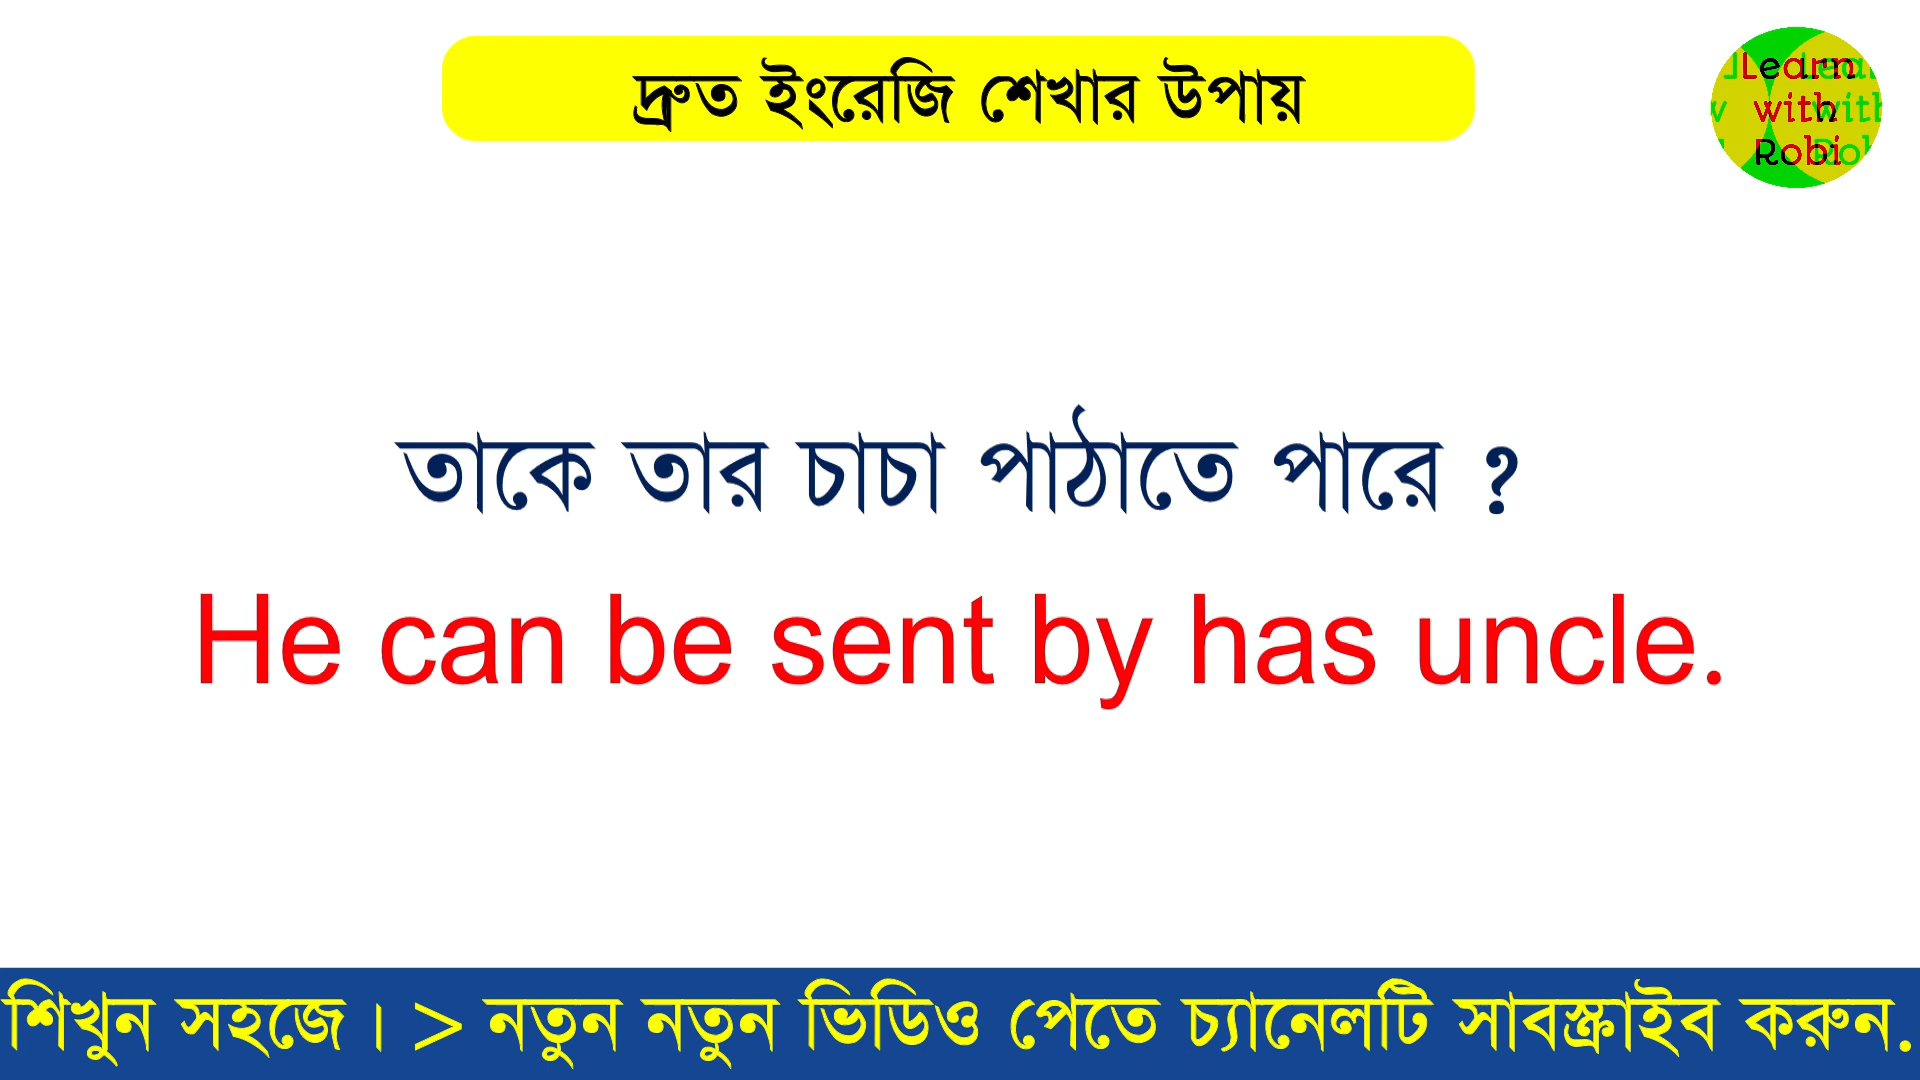 দ্রুত ইংরেজি শেখার উপায়
Learn
with
Robi
তাকে তার চাচা পাঠাতে পারে ?
He can be sent by has uncle.
শিখুন সহজে। > নতুন নতুন ভিডিও পেতে চ্যানেলটি সাবস্ক্রাইব করুন.